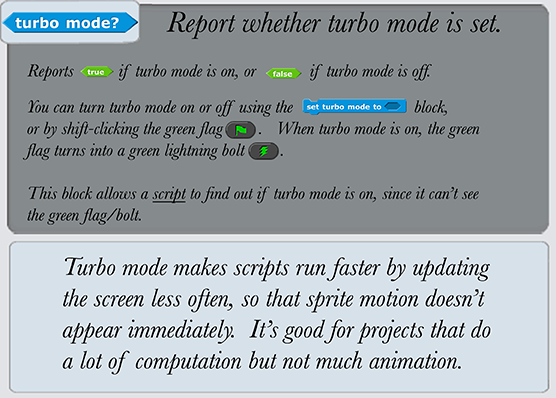 turbo mode? Report whether turbo mode is set.
Reports true if turbo mode is on, or false if turbo mode is off.
You can turn turbo mode on or off using the set turbo mode to block,
or by shift-clicking the green flag . When turbo mode is on, the green
flag turns into a green lightning bolt .
This block allows a script to find out if turbo mode is on, since it can't see
the green flag/bolt.
Turbo mode makes scripts run faster by updating
the screen less often, so that sprite motion doesn't
appear immediately. It's good for projects that do
a lot of computation but not much animation.